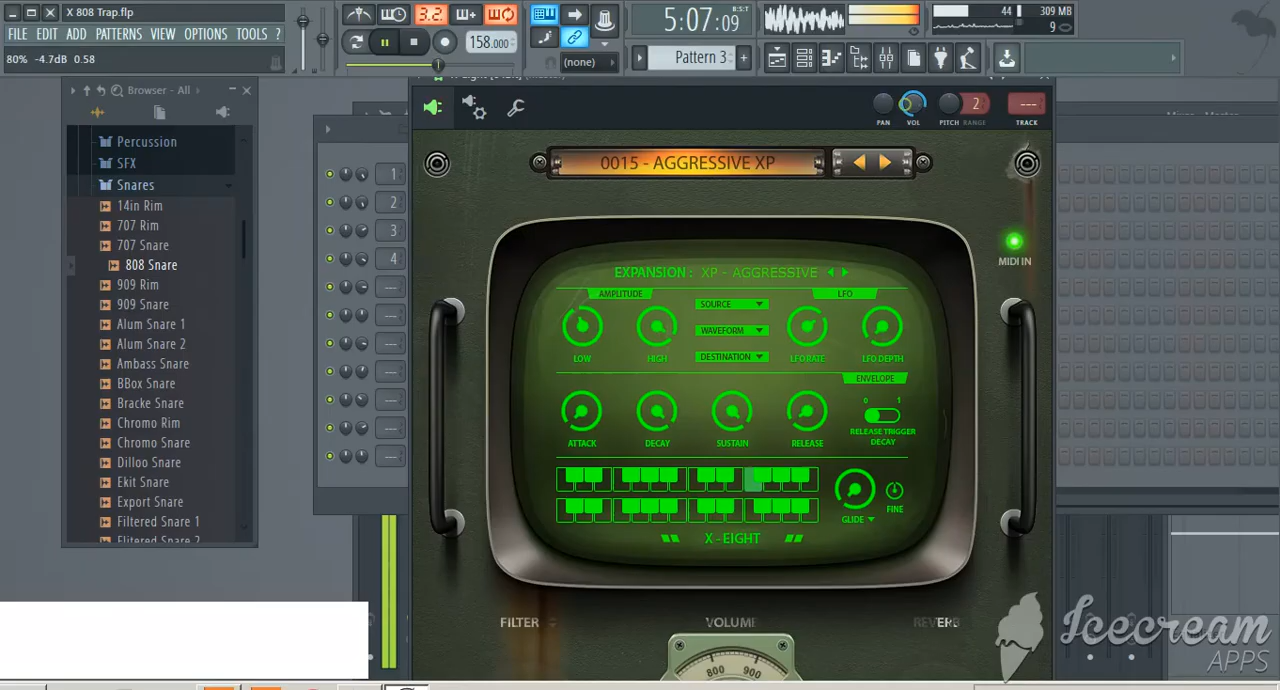 X 808 Trap.flp
FILE EDIT ADD PATTERNS VIEW OPTIONS TOOLS ?
80% -4.7dB 0.58
3.2
158.000
(none)
5:07:09
B:S:T
Pattern 3
44
309 MB
9
Browser - All
Percussion
SFX
Snares
14in Rim
707 Rim
707 Snare
808 Snare
909 Rim
909 Snare
Alum Snare 1
Alum Snare 2
Ambass Snare
BBox Snare
Bracke Snare
Chromo Rim
Chromo Snare
Dilloo Snare
Ekit Snare
Export Snare
Filtered Snare 1
Filtered Snare 2
1
2
3
4
PAN VOL PITCH RANGE TRACK
2
0015 - AGGRESSIVE XP
MIDI IN
EXPANSION : XP - AGGRESSIVE
AMPLITUDE
SOURCE
LFO
WAVEFORM
DESTINATION
LOW HIGH LFO RATE LFO DEPTH
ENVELOPE
0 1
RELEASE TRIGGER
DECAY
ATTACK DECAY SUSTAIN RELEASE
GLIDE
FINE
X - EIGHT
FILTER VOLUME REVERB
800 900
Icecream
APPS